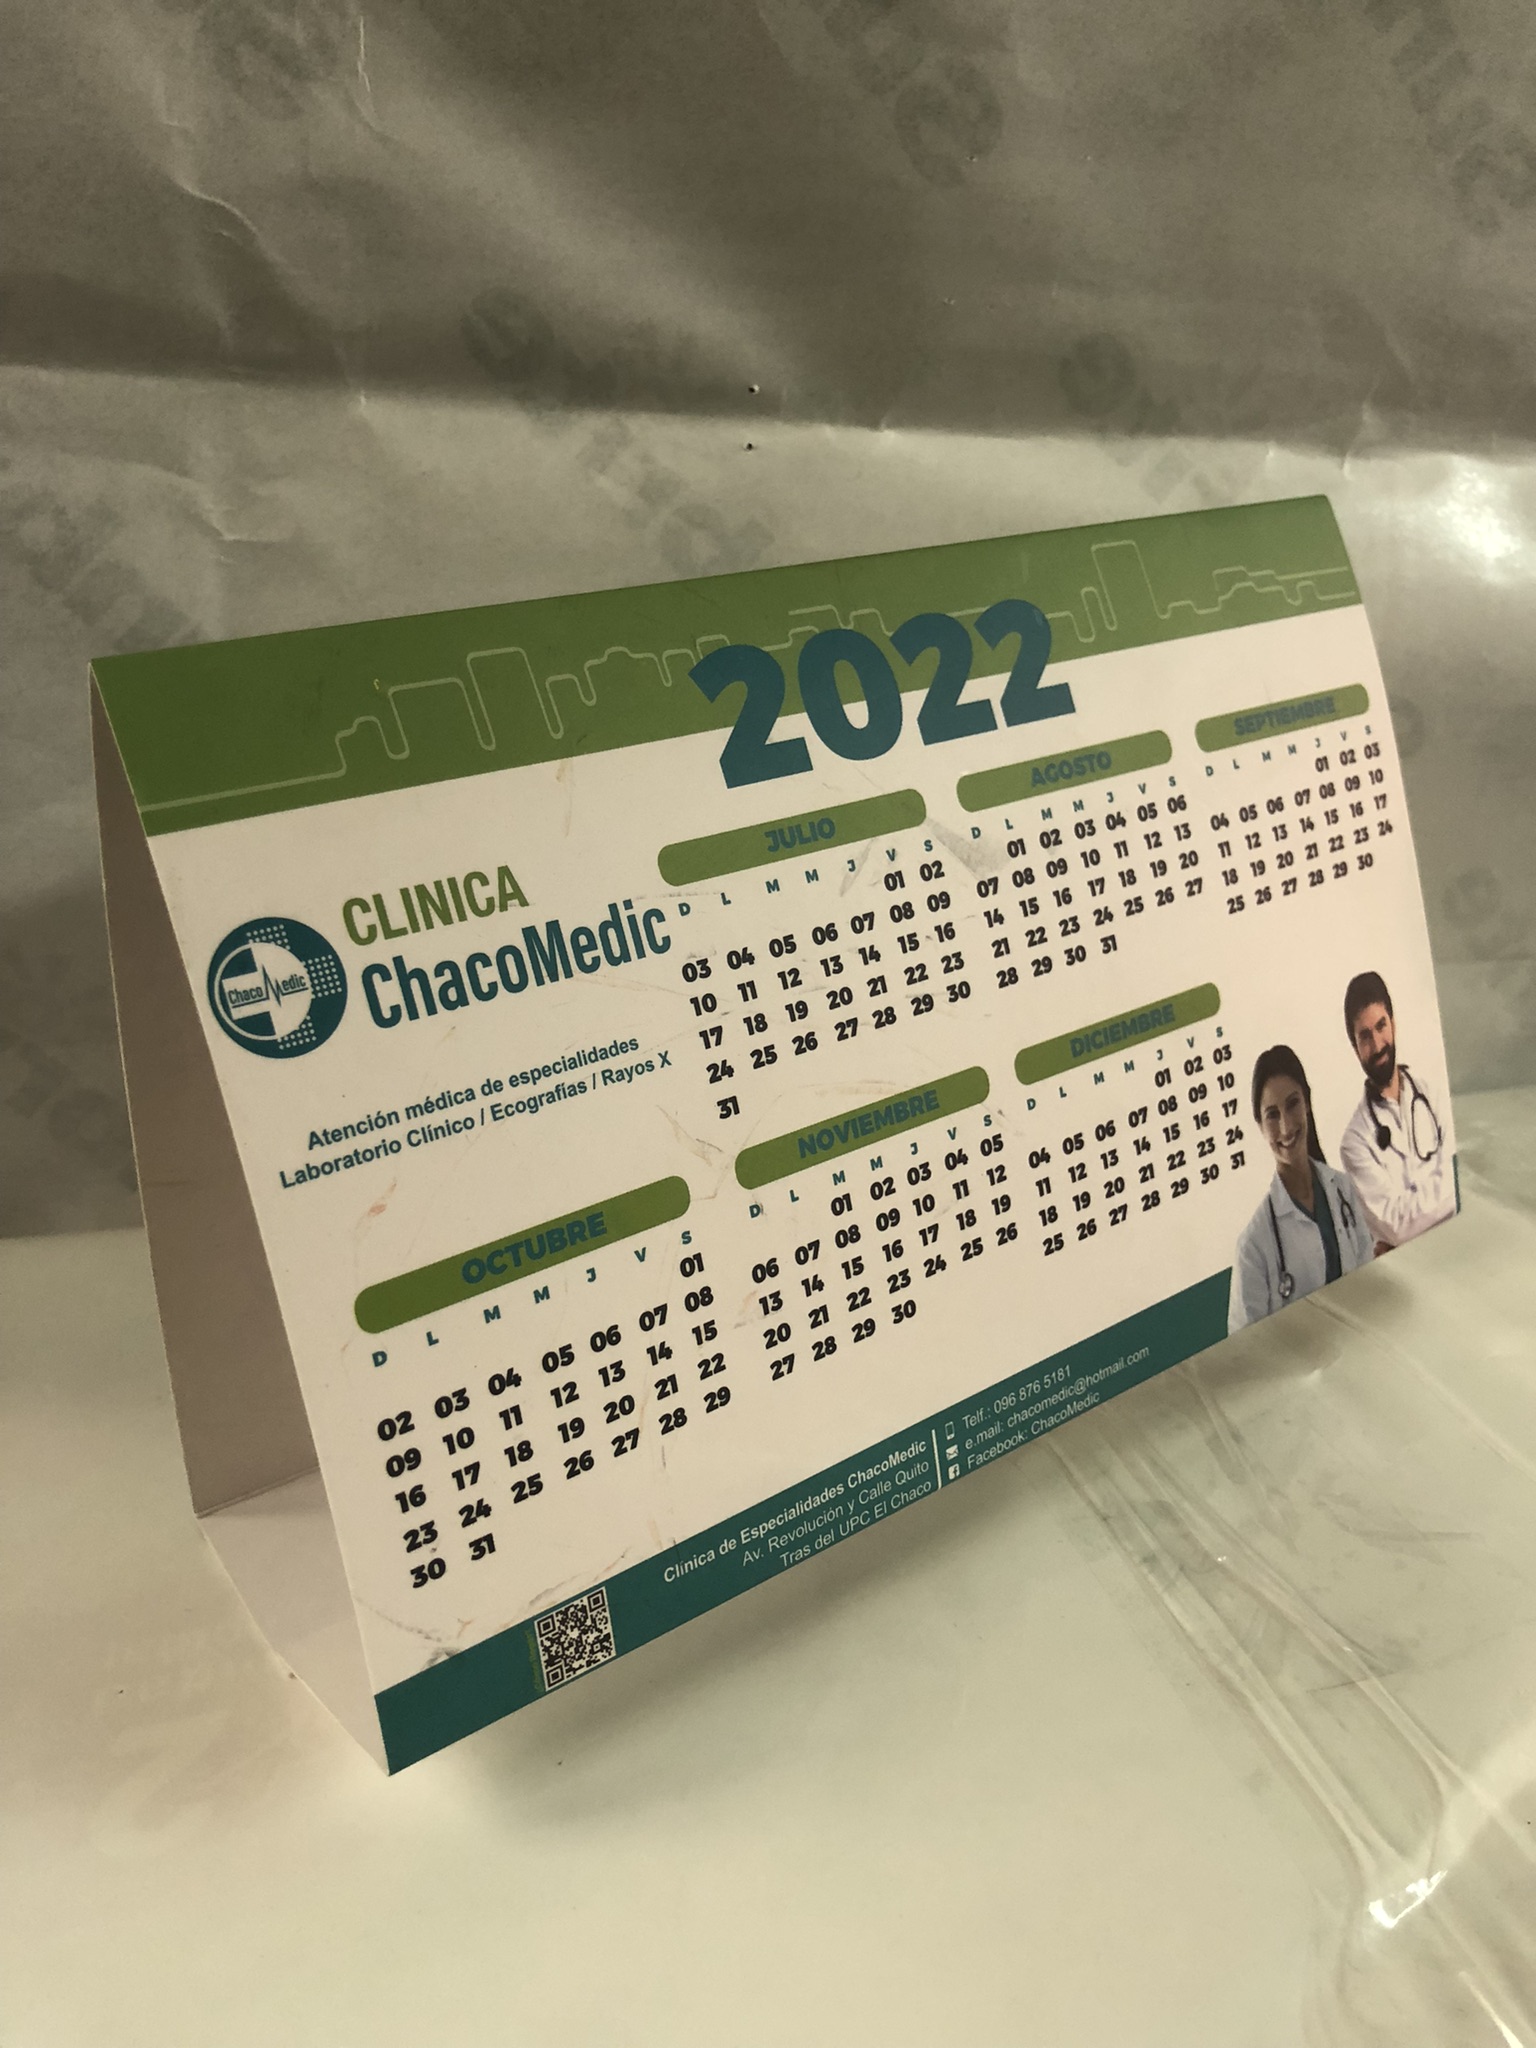 2022
CLINICA
ChacoMedic
Chaco Medic
Atención médica de especialidades
Laboratorio Clínico / Ecografías / Rayos X
JULIO
D L M M J V S
01 02
03 04 05 06 07 08 09
10 11 12 13 14 15 16
17 18 19 20 21 22 23
24 25 26 27 28 29 30
31
AGOSTO
D L M M J V S
01 02 03 04 05 06
07 08 09 10 11 12 13
14 15 16 17 18 19 20
21 22 23 24 25 26 27
28 29 30 31
SEPTIEMBRE
D L M M J V S
01 02 03
04 05 06 07 08 09 10
11 12 13 14 15 16 17
18 19 20 21 22 23 24
25 26 27 28 29 30
OCTUBRE
D L M M J V S
01
02 03 04 05 06 07 08
09 10 11 12 13 14 15
16 17 18 19 20 21 22
23 24 25 26 27 28 29
30 31
NOVIEMBRE
D L M M J V S
01 02 03 04 05
06 07 08 09 10 11 12
13 14 15 16 17 18 19
20 21 22 23 24 25 26
27 28 29 30
DICIEMBRE
D L M M J V S
01 02 03
04 05 06 07 08 09 10
11 12 13 14 15 16 17
18 19 20 21 22 23 24
25 26 27 28 29 30 31
Clínica de Especialidades ChacoMedic
Av. Revolución y Calle Quito
Tras del UPC El Chaco
Telf.: 096 876 5181
e.mail: chacomedic@hotmail.com
Facebook: ChacoMedic